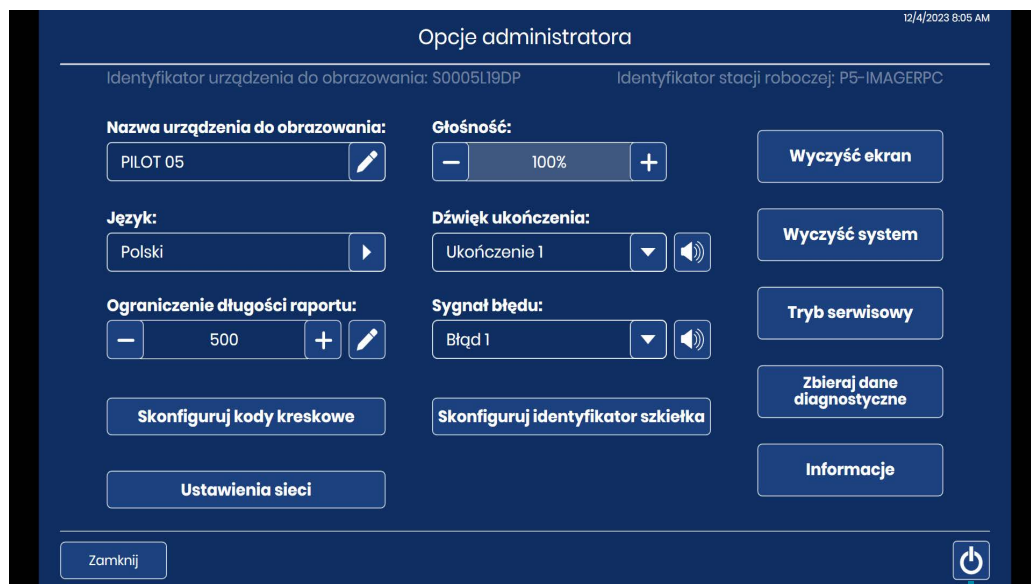 12/4/2023 8:05 AM
Opcje administratora
Identyfikator urządzenia do obrazowania: S0005L19DP
Identyfikator stacji roboczej: P5-IMAGERPC
Nazwa urządzenia do obrazowania:
PILOT 05
Głośność:
100%
Wyczyść ekran
Język:
Polski
Dźwięk ukończenia:
Ukończenie 1
Wyczyść system
Ograniczenie długości raportu:
500
Sygnał błędu:
Błąd 1
Tryb serwisowy
Zbieraj dane
diagnostyczne
Skonfiguruj kody kreskowe
Skonfiguruj identyfikator szkiełka
Informacje
Ustawienia sieci
Zamknij